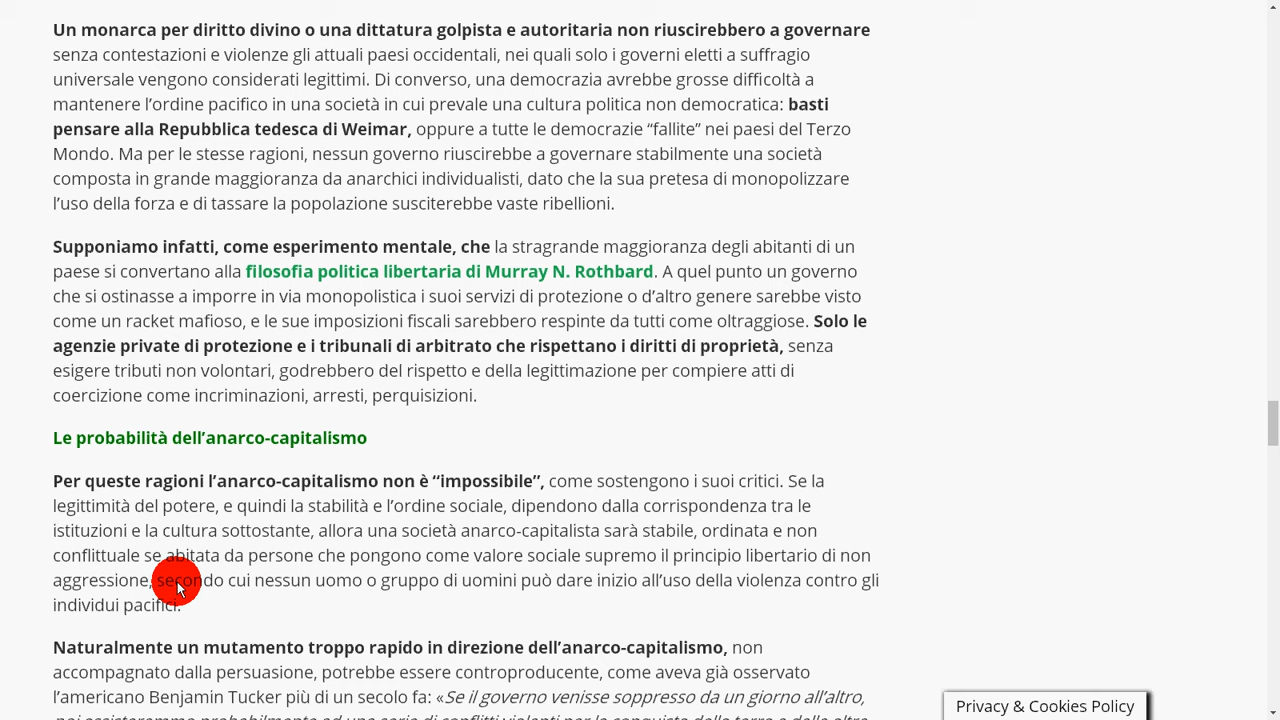 Un monarca per diritto divino o una dittatura golpista e autoritaria non riuscirebbero a governare
senza contestazioni e violenze gli attuali paesi occidentali, nei quali solo i governi eletti a suffragio
universale vengono considerati legittimi. Di converso, una democrazia avrebbe grosse difficoltà a
mantenere l’ordine pacifico in una società in cui prevale una cultura politica non democratica: basti
pensare alla Repubblica tedesca di Weimar, oppure a tutte le democrazie “fallite” nei paesi del Terzo
Mondo. Ma per le stesse ragioni, nessun governo riuscirebbe a governare stabilmente una società
composta in grande maggioranza da anarchici individualisti, dato che la sua pretesa di monopolizzare
l’uso della forza e di tassare la popolazione susciterebbe vaste ribellioni.
Supponiamo infatti, come esperimento mentale, che la stragrande maggioranza degli abitanti di un
paese si convertano alla filosofia politica libertaria di Murray N. Rothbard. A quel punto un governo
che si ostinasse a imporre in via monopolistica i suoi servizi di protezione o d’altro genere sarebbe visto
come un racket mafioso, e le sue imposizioni fiscali sarebbero respinte da tutti come oltraggiose. Solo le
agenzie private di protezione e i tribunali di arbitrato che rispettano i diritti di proprietà, senza
esigere tributi non volontari, godrebbero del rispetto e della legittimazione per compiere atti di
coercizione come incriminazioni, arresti, perquisizioni.
Le probabilità dell’anarco-capitalismo
Per queste ragioni l’anarco-capitalismo non è “impossibile”, come sostengono i suoi critici. Se la
legittimità del potere, e quindi la stabilità e l’ordine sociale, dipendono dalla corrispondenza tra le
istituzioni e la cultura sottostante, allora una società anarco-capitalista sarà stabile, ordinata e non
conflittuale se abitata da persone che pongono come valore sociale supremo il principio libertario di non
aggressione, secondo cui nessun uomo o gruppo di uomini può dare inizio all’uso della violenza contro gli
individui pacifici.
Naturalmente un mutamento troppo rapido in direzione dell’anarco-capitalismo, non
accompagnato dalla persuasione, potrebbe essere controproducente, come aveva già osservato
l’americano Benjamin Tucker più di un secolo fa: «Se il governo venisse soppresso da un giorno all’altro,
Privacy & Cookies Policy